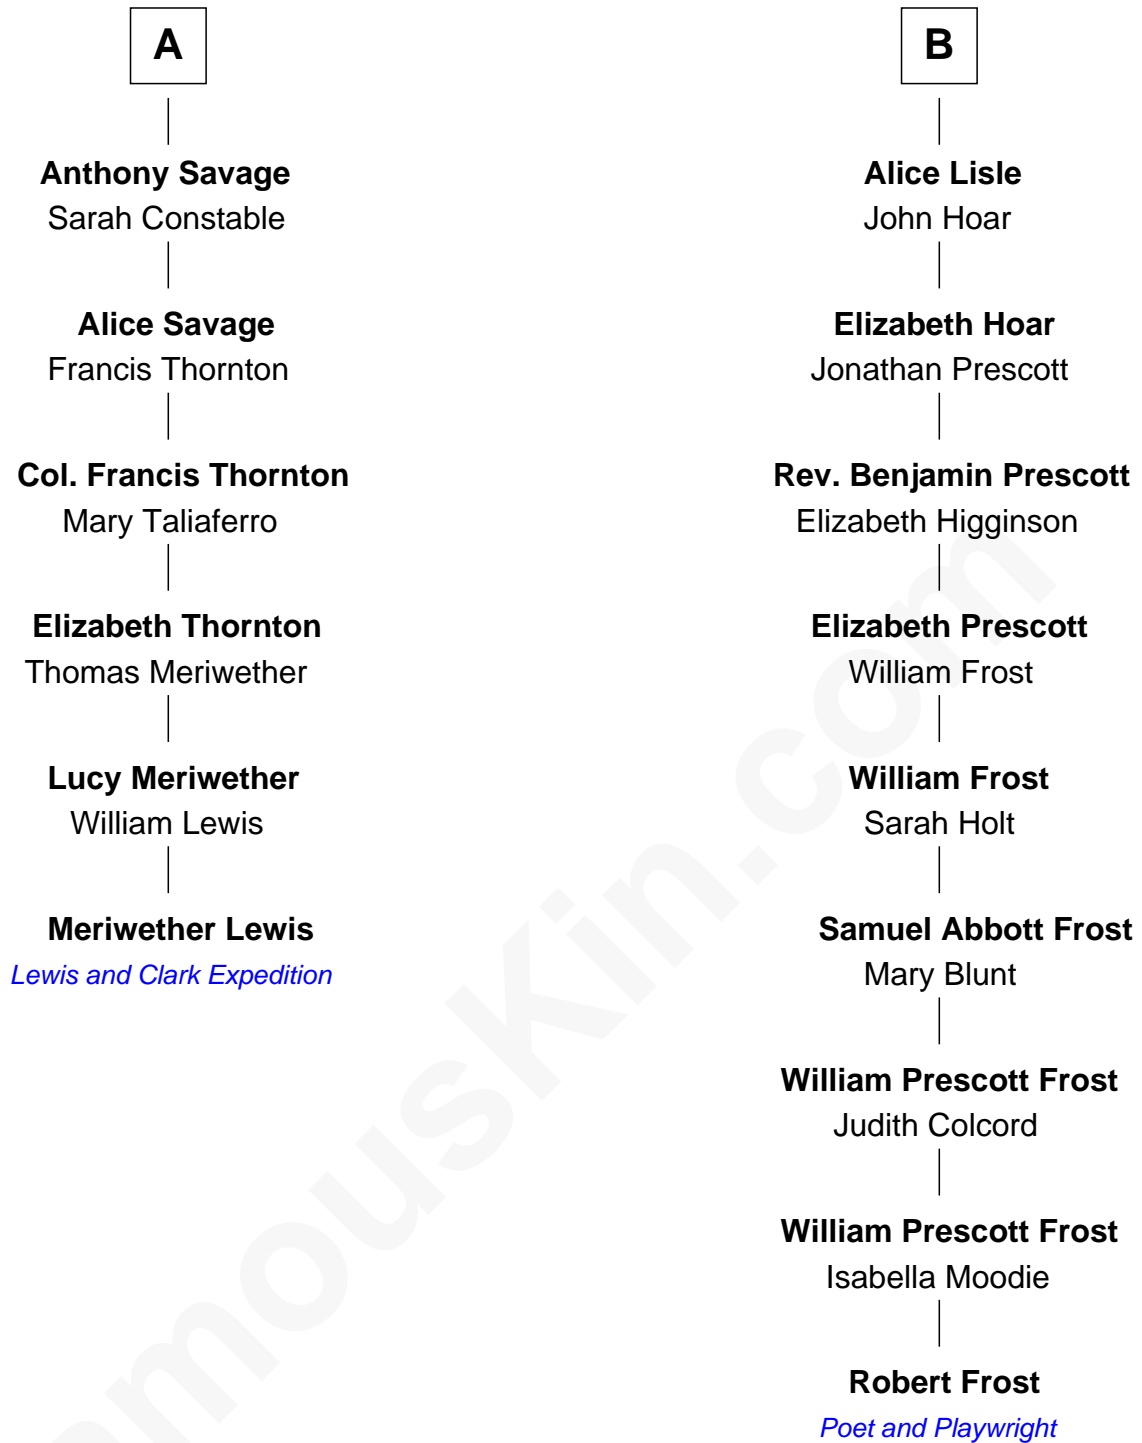 A
Anthony Savage
Sarah Constable
Alice Savage
Francis Thornton
Col. Francis Thornton
Mary Taliaferro
Elizabeth Thornton
Thomas Meriwether
Lucy Meriwether
William Lewis
Meriwether Lewis
Lewis and Clark Expedition
B
Alice Lisle
John Hoar
Elizabeth Hoar
Jonathan Prescott
Rev. Benjamin Prescott
Elizabeth Higginson
Elizabeth Prescott
William Frost
William Frost
Sarah Holt
Samuel Abbott Frost
Mary Blunt
William Prescott Frost
Judith Colcord
William Prescott Frost
Isabella Moodie
Robert Frost
Poet and Playwright
amousKin.com